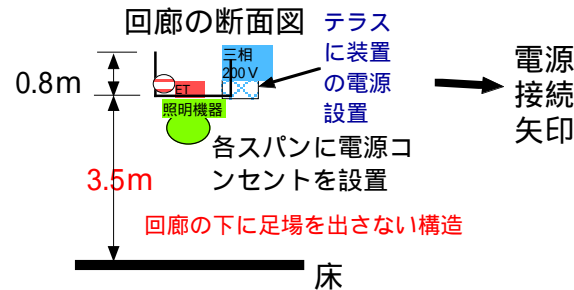 回廊の断面図
テラス
に装置
の電源
設置
三相
200V
ET
0.8m
照明機器
電源
接続
矢印
各スパンに電源コ
ンセントを設置
3.5m
回廊の下に足場を出さない構造
床